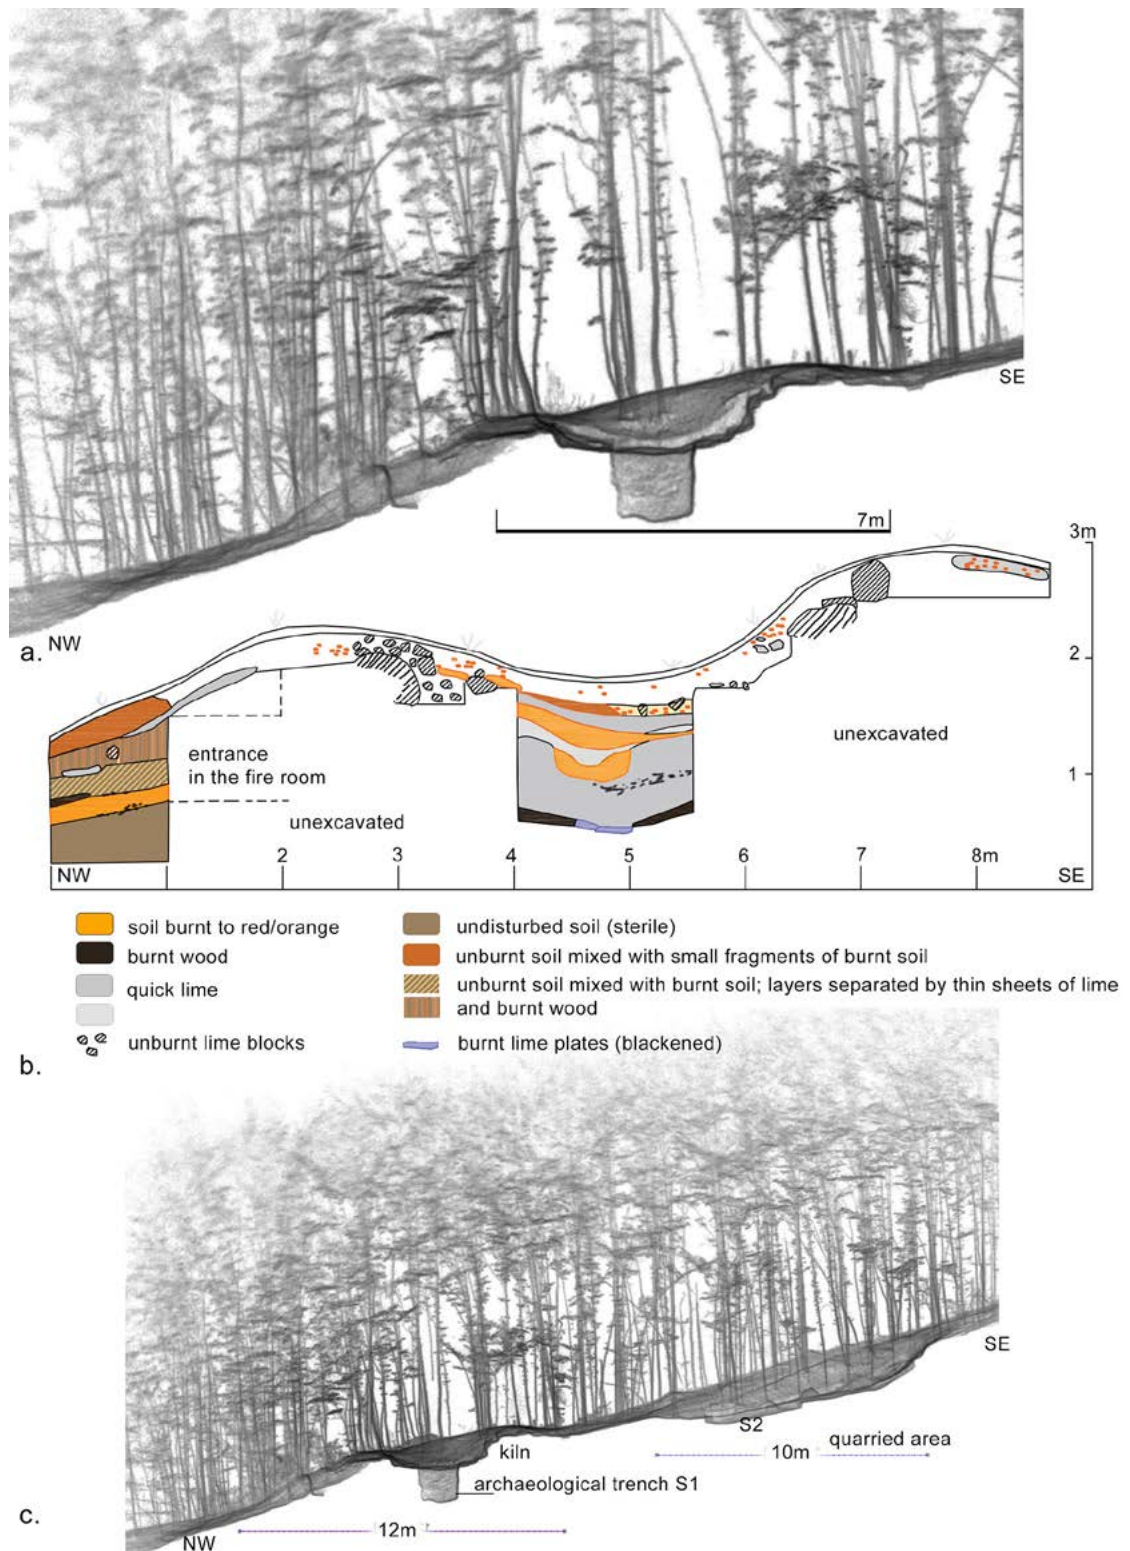 SE
7m
3m
a. NW
2
entrance
in the fire room
unexcavated
1
unexcavated
2 3 4 5 6 7 8m
NW SE
soil burnt to red/orange
burnt wood
quick lime
unburnt lime blocks
undisturbed soil (sterile)
unburnt soil mixed with small fragments of burnt soil
unburnt soil mixed with burnt soil; layers separated by thin sheets of lime
and burnt wood
burnt lime plates (blackened)
b.
SE
S2
quarried area
10m
kiln
archaeological trench S1
12m
c.
NW